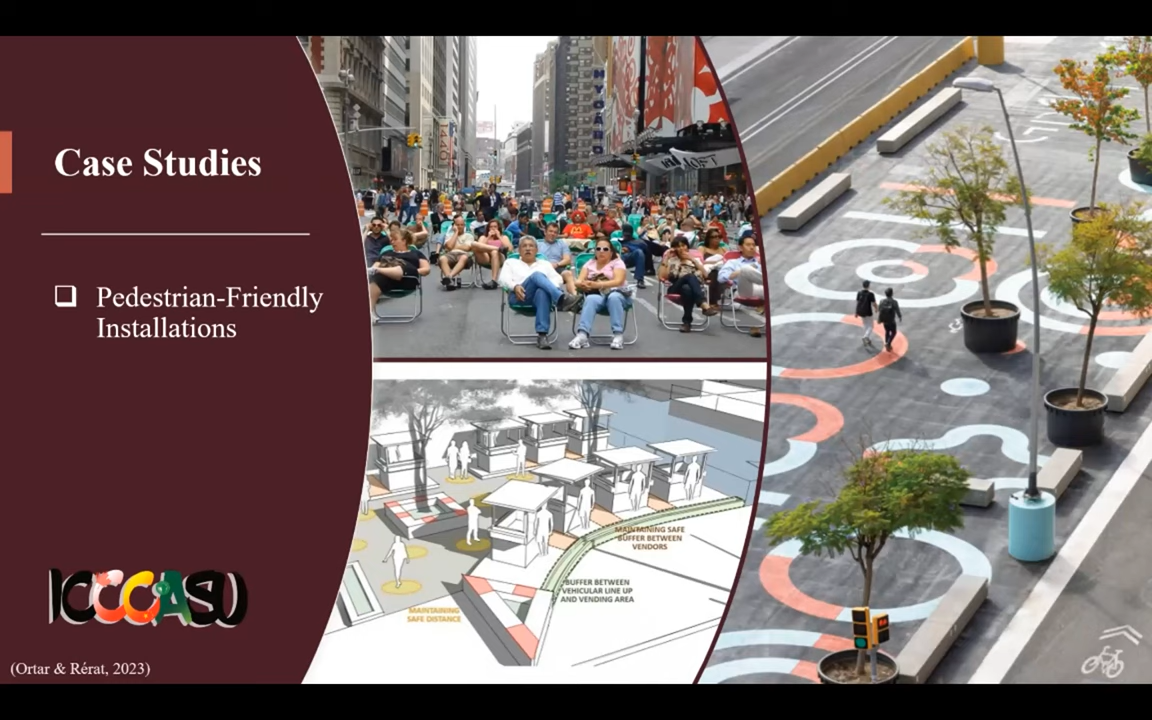 Case Studies
❑ Pedestrian-Friendly
Installations
MAINTAINING SAFE
BUFFER BETWEEN
VENDORS
BUFFER BETWEEN
VEHICULAR LINE UP
AND VENDING AREA
MAINTAINING
SAFE DISTANCE
ICCCASU
(Ortar & Rérat, 2023)